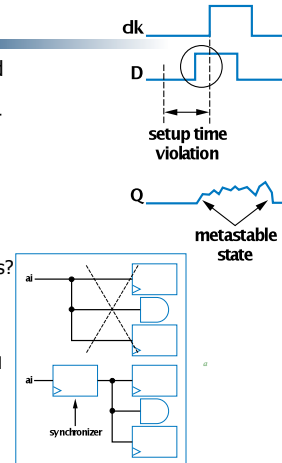 clk
d
D
.
setup time
violation
Q
metastable
state
s?
ai
d
ai
a
synchronizer